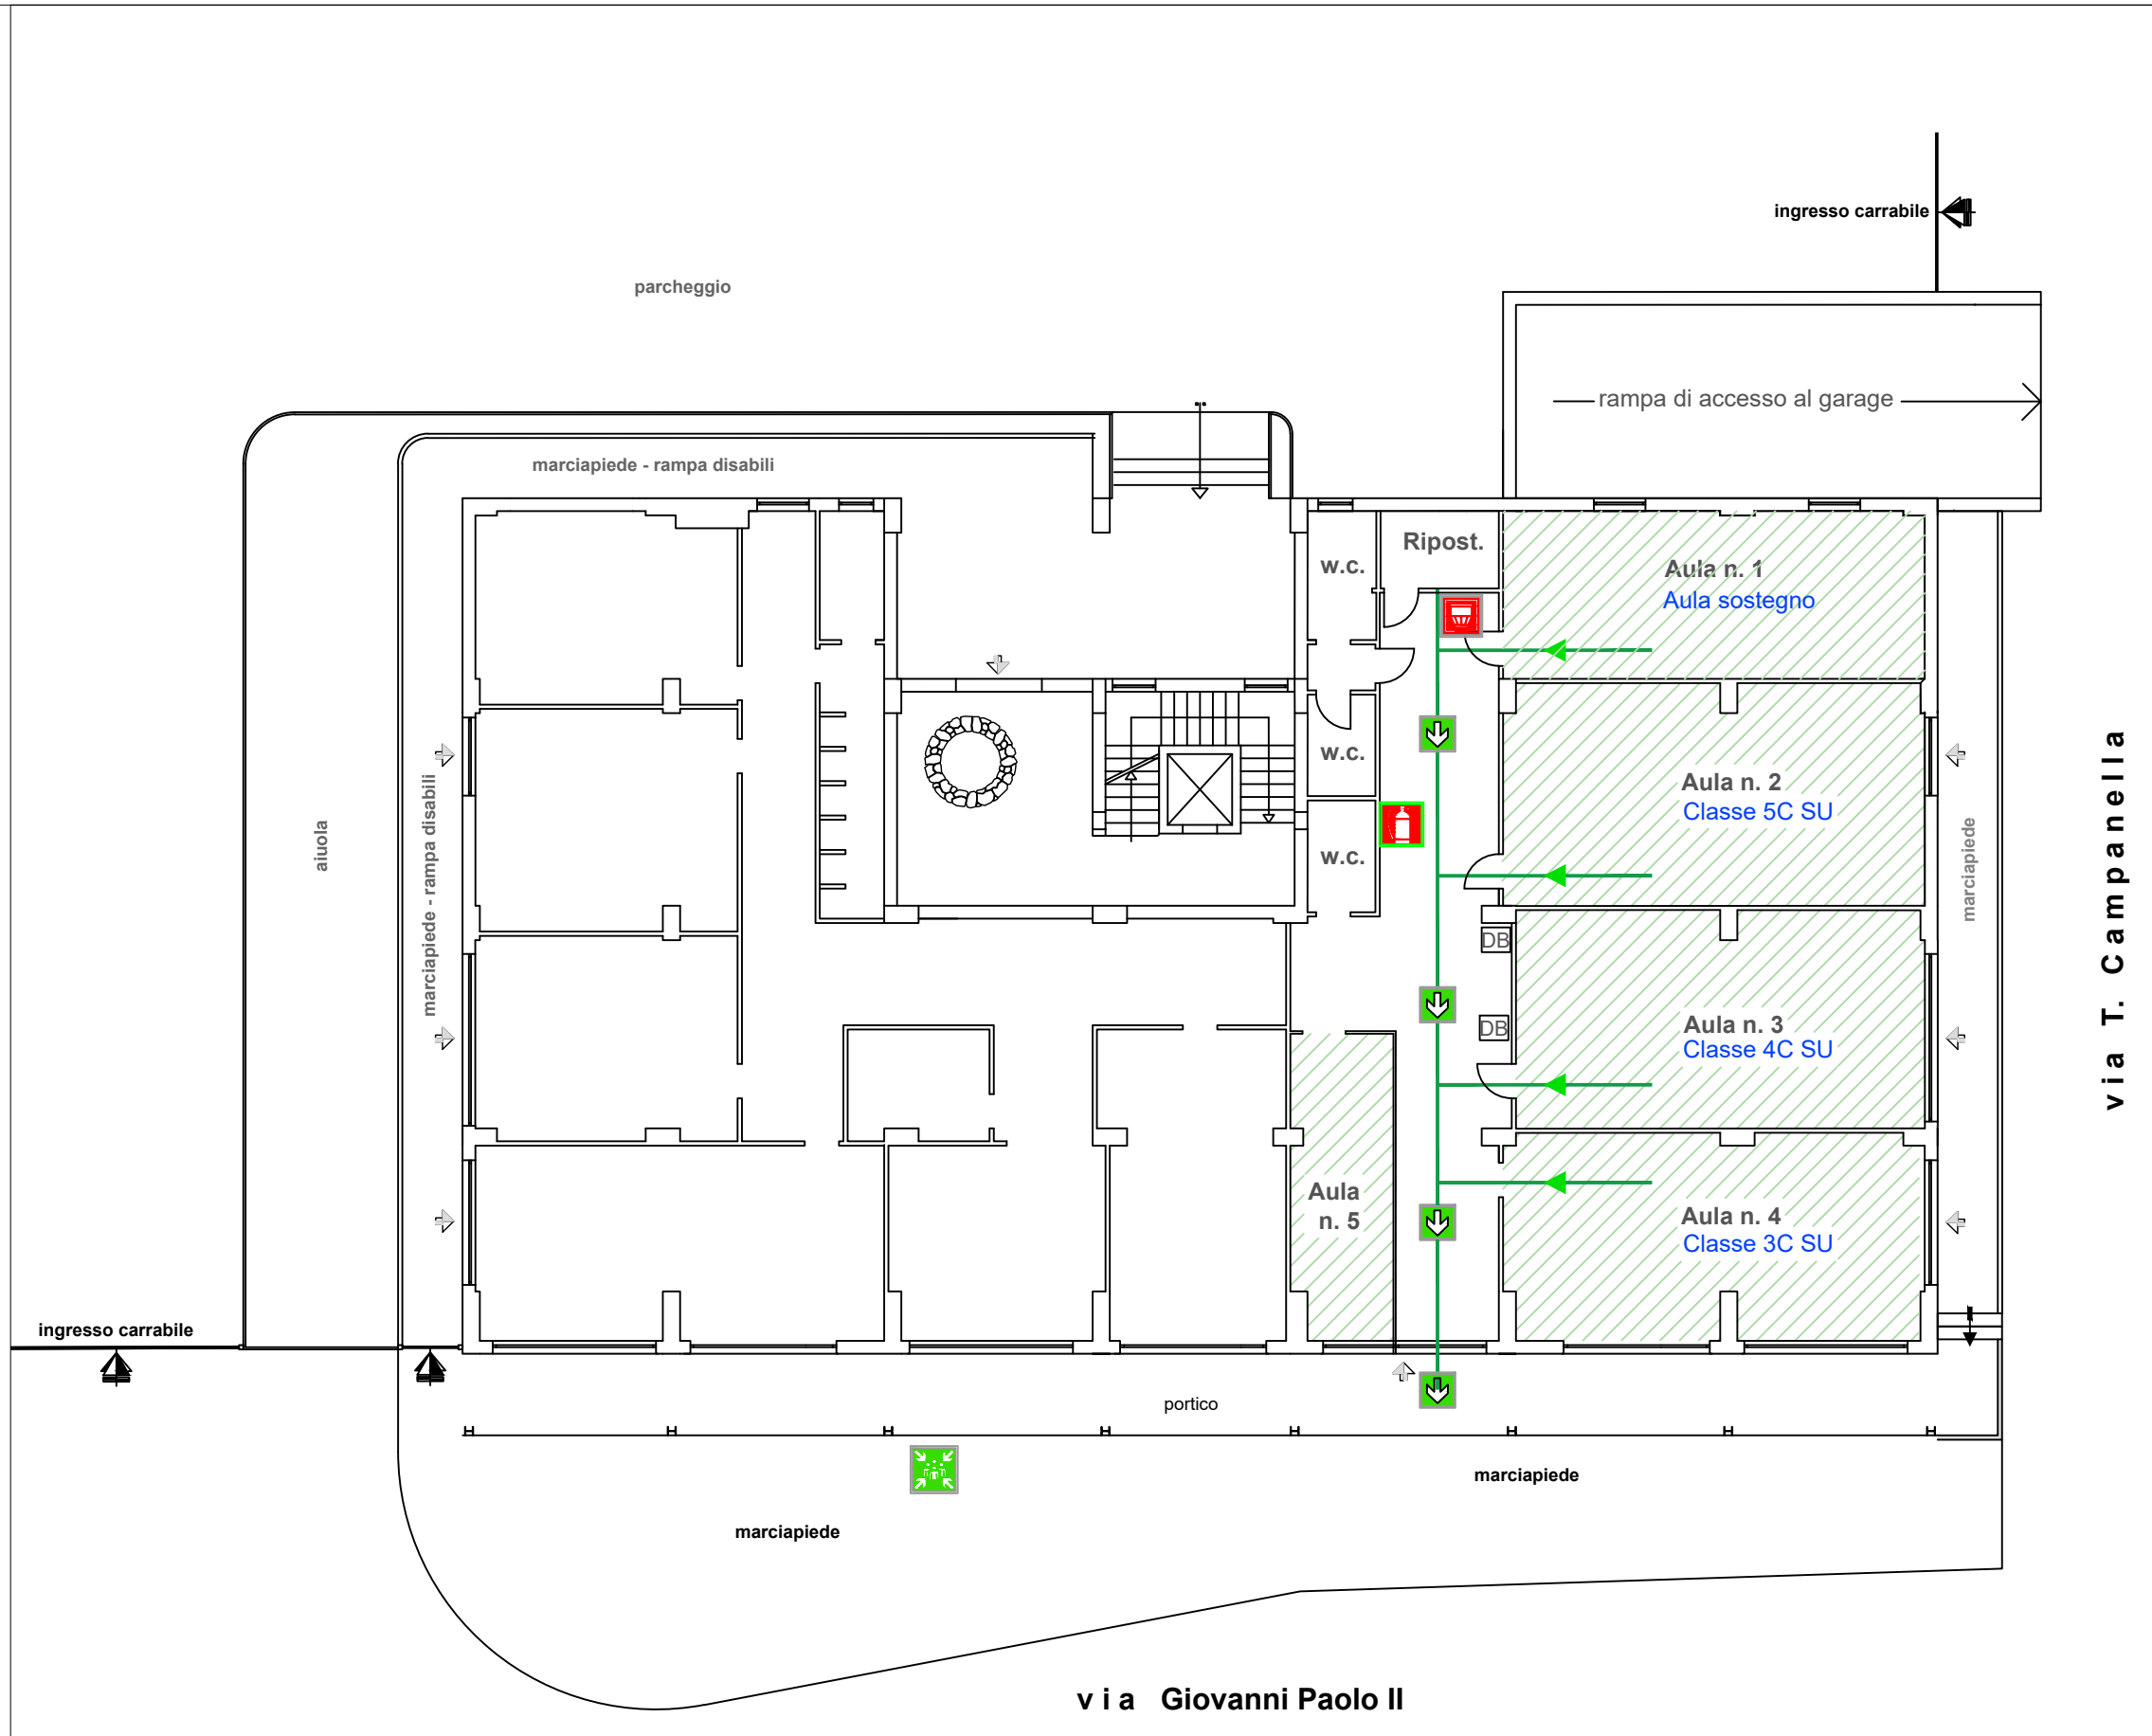 ingresso carrabile
parcheggio
rampa di accesso al garage
marciapiede - rampa disabili
Ripost.
w.c.
Aula n. 1
Aula sostegno
w.c.
Aula n. 2
Classe 5C SU
w.c.
aiuola
marciapiede - rampa disabili
marciapiede
via T. Campanella
DB
DB
Aula n. 3
Classe 4C SU
Aula
n. 5
Aula n. 4
Classe 3C SU
ingresso carrabile
portico
marciapiede
marciapiede
via Giovanni Paolo II